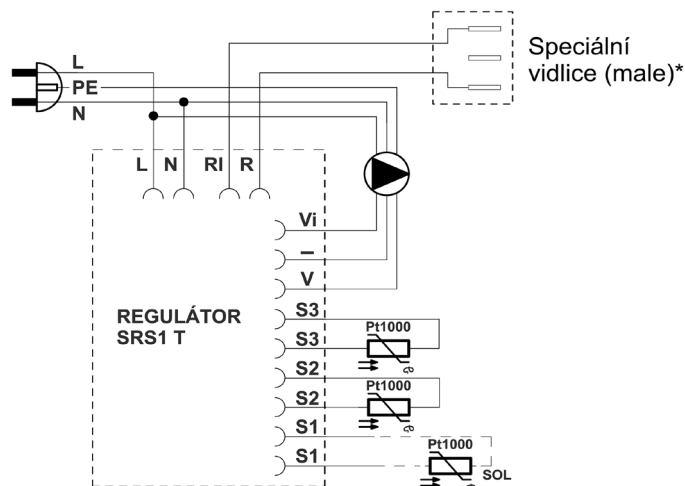 L
PE
N
Speciální
vidlice (male)*
L N RI R
Vi
–
V
REGULÁTOR
SRS1 T
S3
S3
Pt1000
S2
S2
Pt1000
S1
S1
Pt1000
SOL